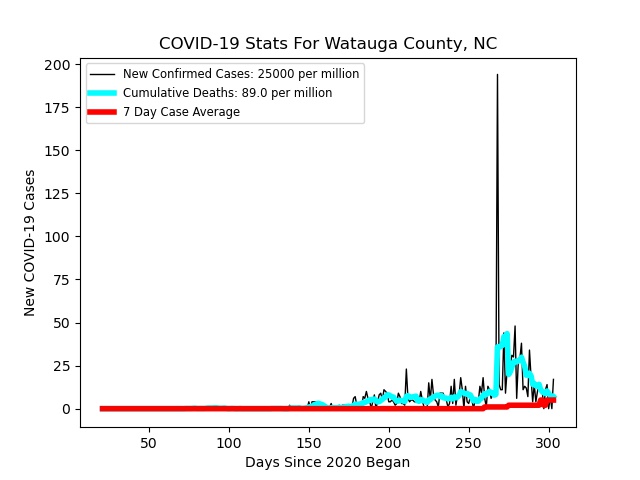 COVID-19 Stats For Watauga County, NC
New Confirmed Cases: 25000 per million
Cumulative Deaths: 89.0 per million
7 Day Case Average
New COVID-19 Cases
200
175
150
125
100
75
50
25
0
50 100 150 200 250 300
Days Since 2020 Began